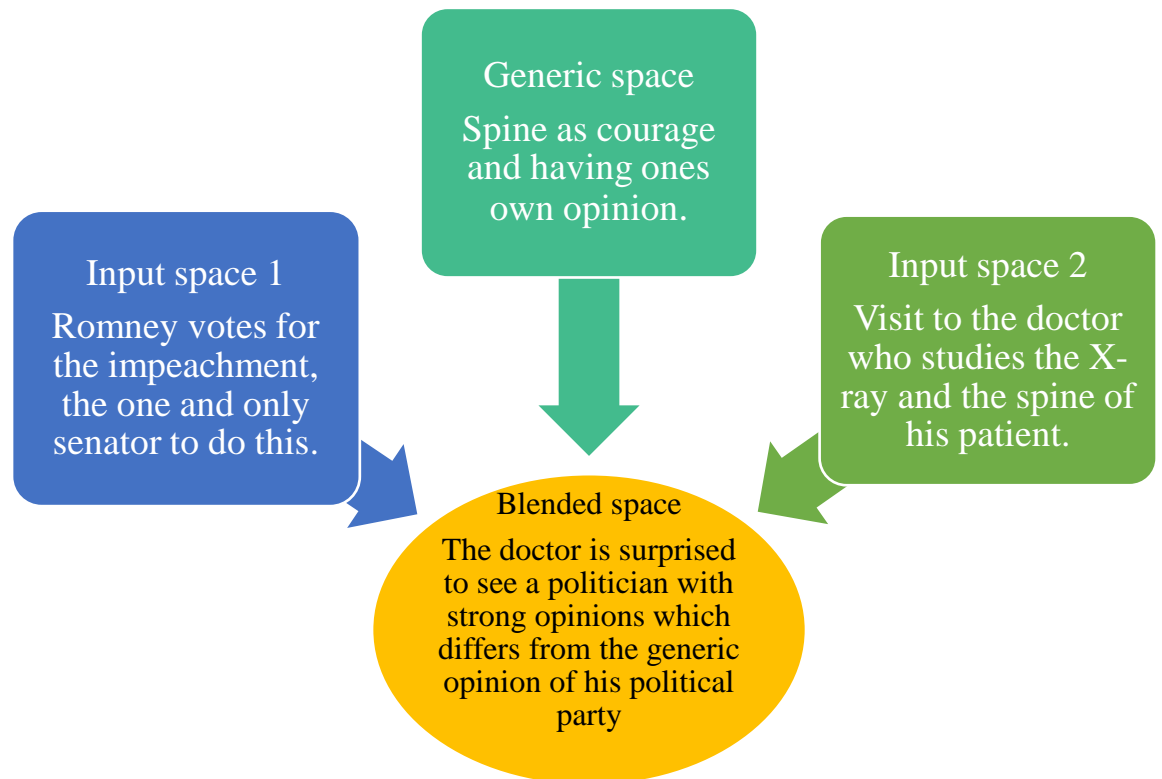 Generic space
Spine as courage
and having ones
own opinion.
Input space 1
Romney votes for
the impeachment,
the one and only
senator to do this.
Input space 2
Visit to the doctor
who studies the X-
ray and the spine of
his patient.
Blended space
The doctor is surprised
to see a politician with
strong opinions which
differs from the generic
opinion of his political
party